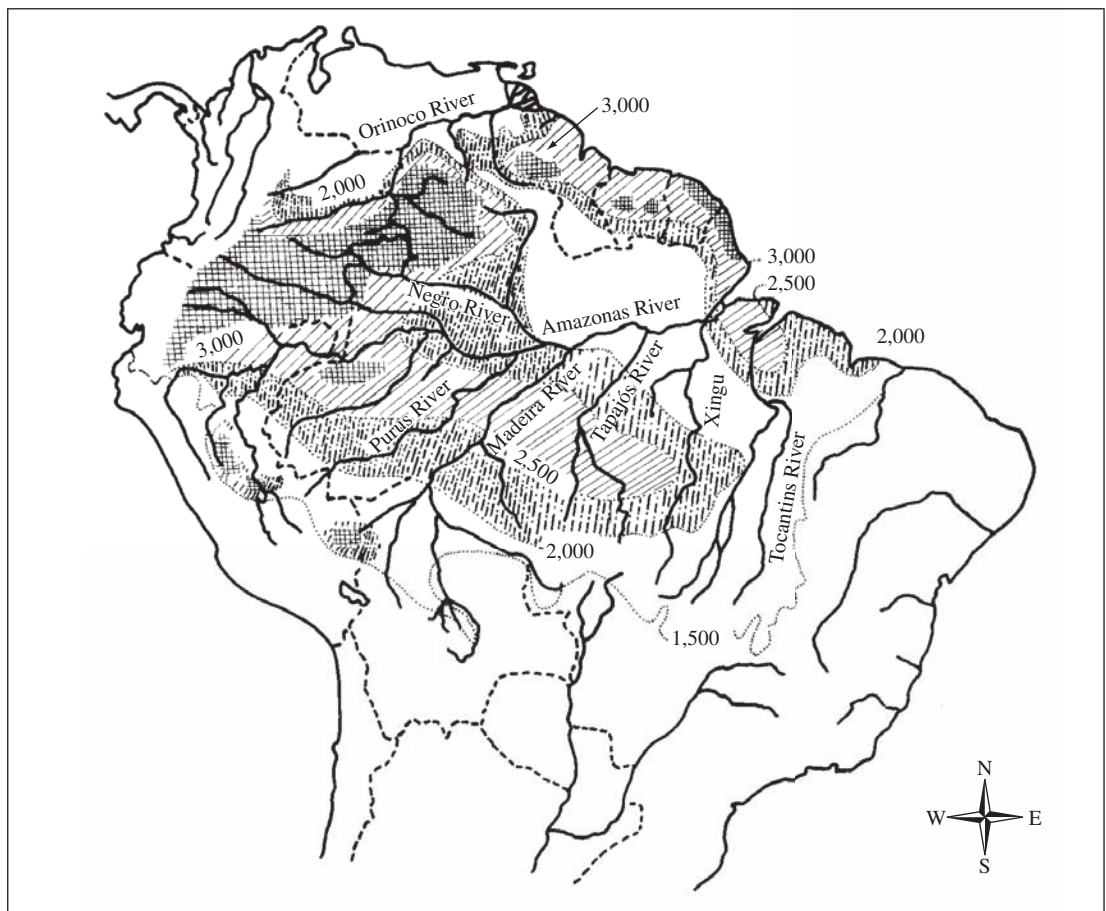 Orinoco River
3,000
2,000
3,000
2,500
Negro River
Amazonas River
2,000
3,000
Purus River
Madeira River
Tapajós River
Xingu
2,500
Tocantins River
2,000
1,500
N
W
E
S